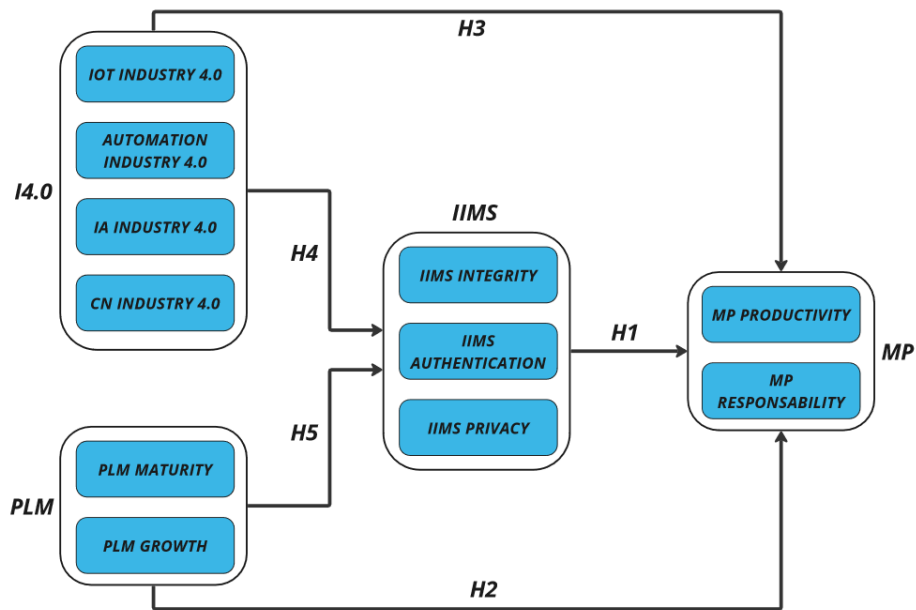 H3
IOT INDUSTRY 4.0
AUTOMATION
INDUSTRY 4.0
I4.0
IA INDUSTRY 4.0
CN INDUSTRY 4.0
H4
IIMS
IIMS INTEGRITY
IIMS
AUTHENTICATION
IIMS PRIVACY
H1
MP PRODUCTIVITY
MP
RESPONSABILITY
MP
H5
PLM
PLM MATURITY
PLM GROWTH
H2